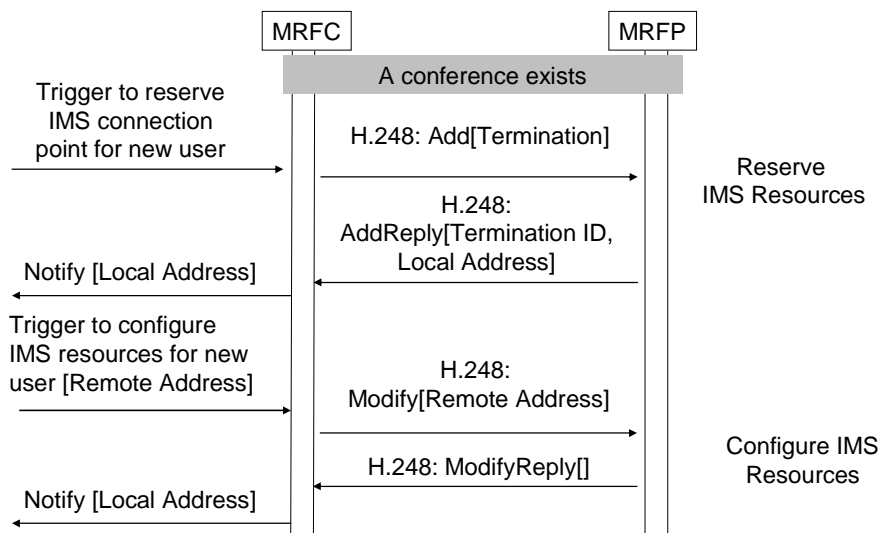 MRFC
MRFP
A conference exists
Trigger to reserve
IMS connection
point for new user
H.248: Add[Termination]
Reserve
IMS Resources
H.248:
AddReply[Termination ID,
Local Address]
Notify [Local Address]
Trigger to configure
IMS resources for new
user [Remote Address]
H.248:
Modify[Remote Address]
Configure IMS
Resources
H.248: ModifyReply[]
Notify [Local Address]